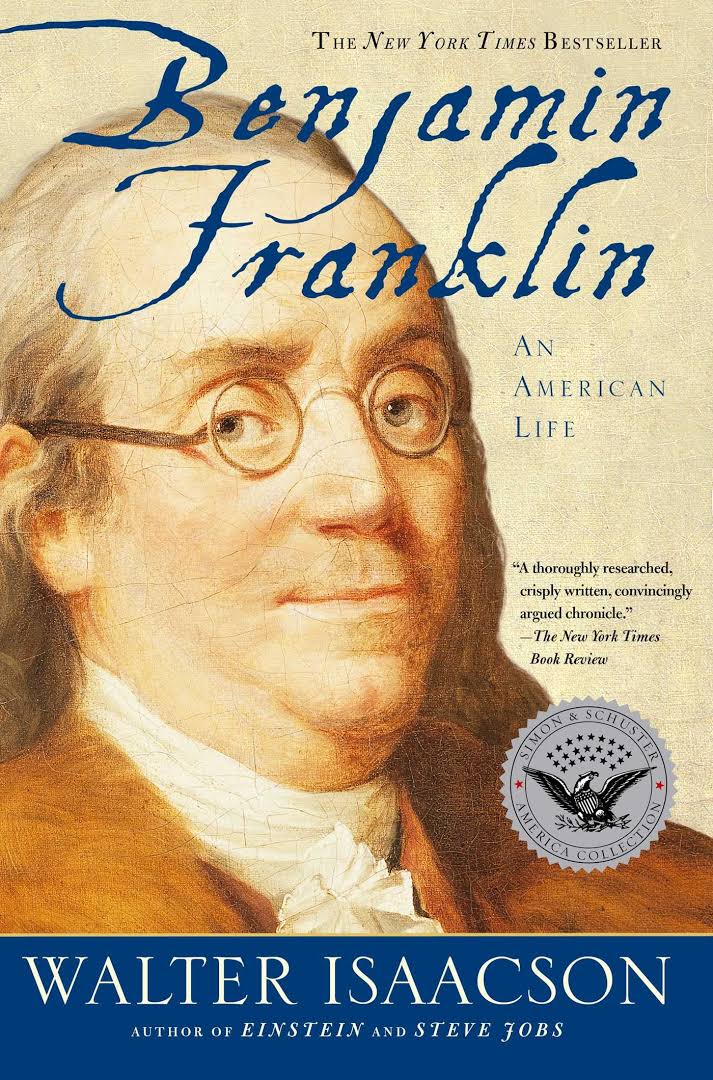 THE NEW YORK TIMES BESTSELLER
Benjamin
Franklin
AN
AMERICAN
LIFE
“A thoroughly researched,
crisply written, convincingly
argued chronicle.”
—The New York Times
Book Review
SIMON & SCHUSTER
AMERICA COLLECTION
WALTER ISAACSON
AUTHOR OF EINSTEIN AND STEVE JOBS